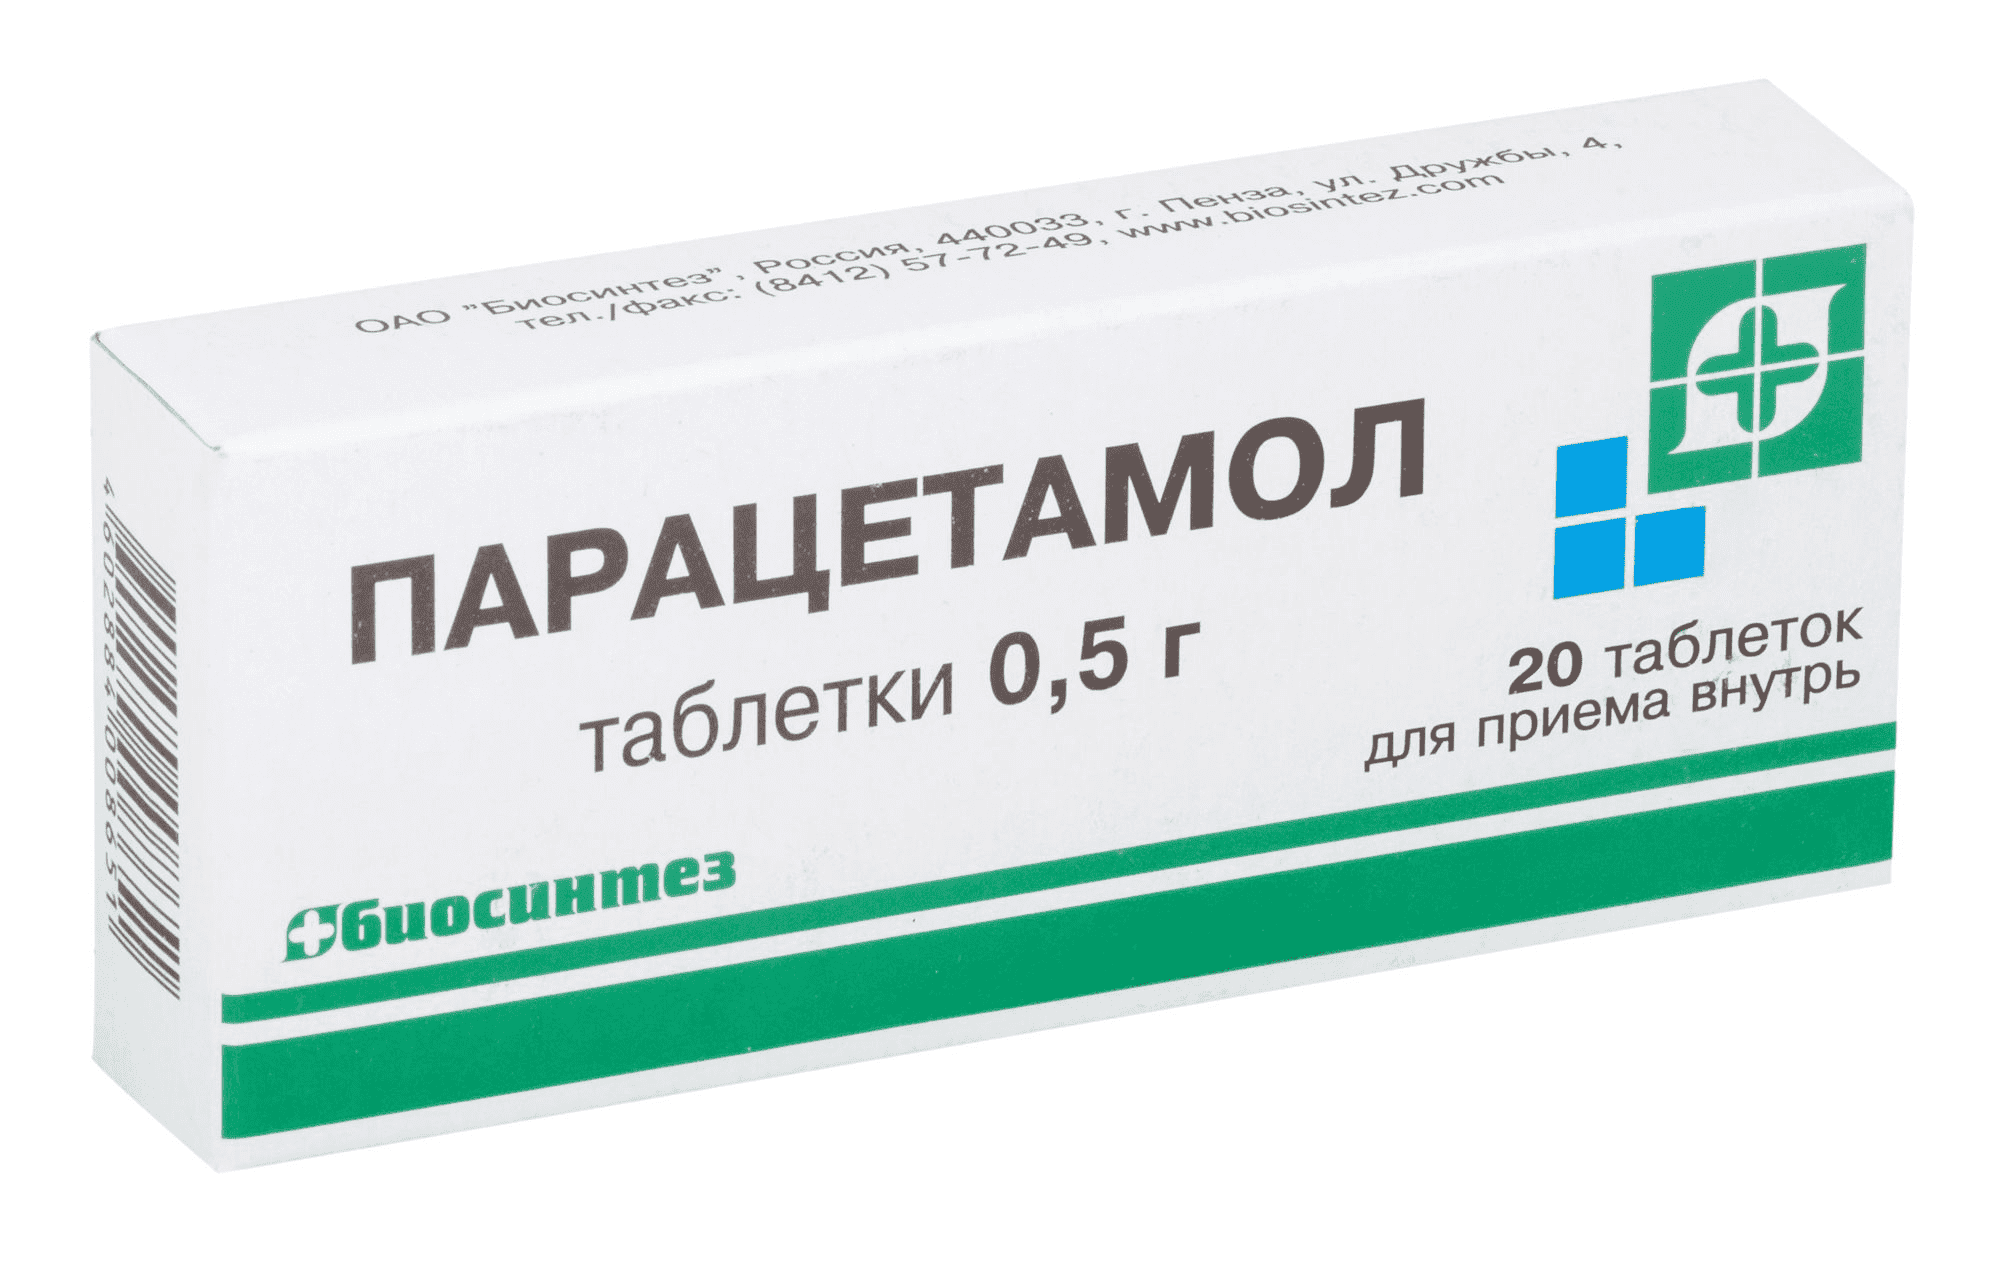 ОАО "Биосинтез", Россия, 440033, г. Пенза, ул. Дружбы, 4,
тел./факс: (8412) 57-72-49, www.biosintez.com
ПАРАЦЕТАМОЛ
таблетки 0,5 г
20 таблеток
для приема внутрь
биосинтез
4 602884 008651